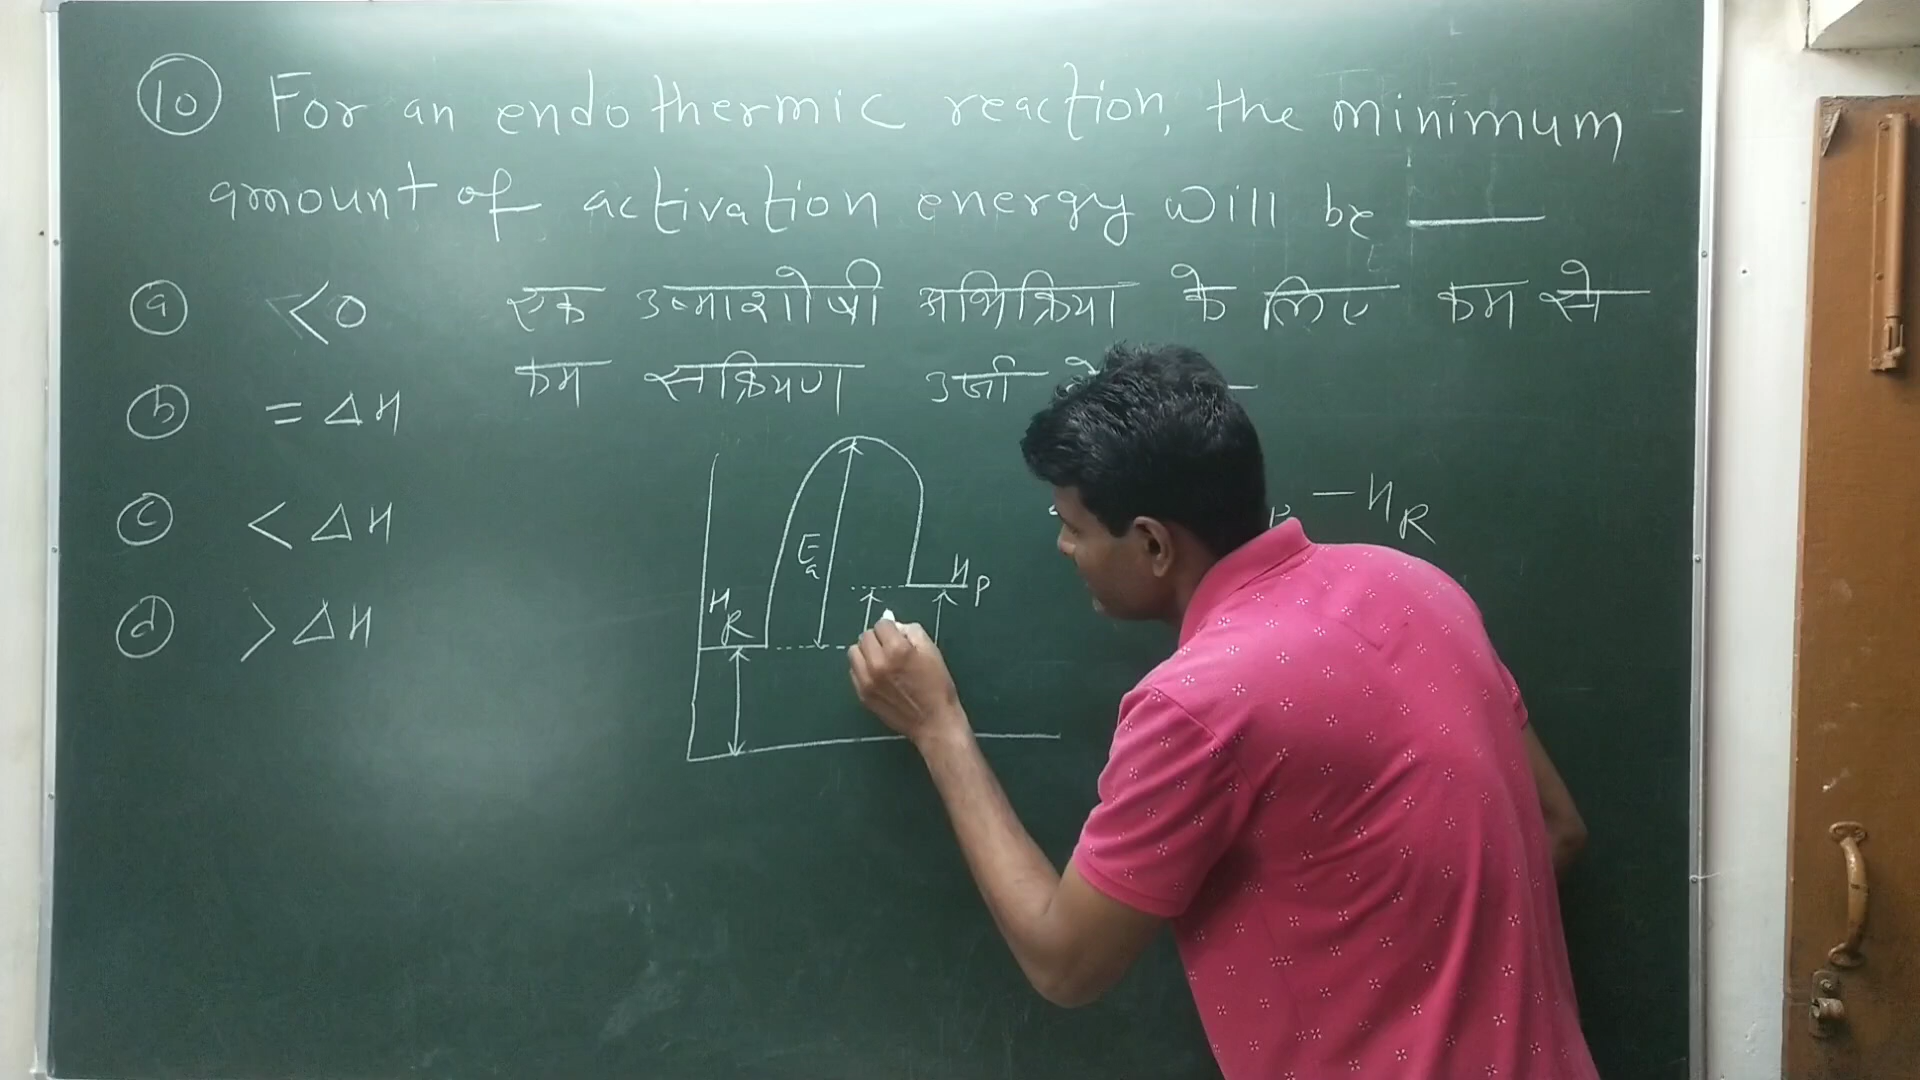 10 For an endothermic reaction, the minimum
amount of activation energy will be ____
a <0
एक उष्माशोषी अभिक्रिया के लिए कम से
कम सक्रियण उर्जा
b = ΔH
c < ΔH
d > ΔH
Ea
H_R
H_P
P - H_R